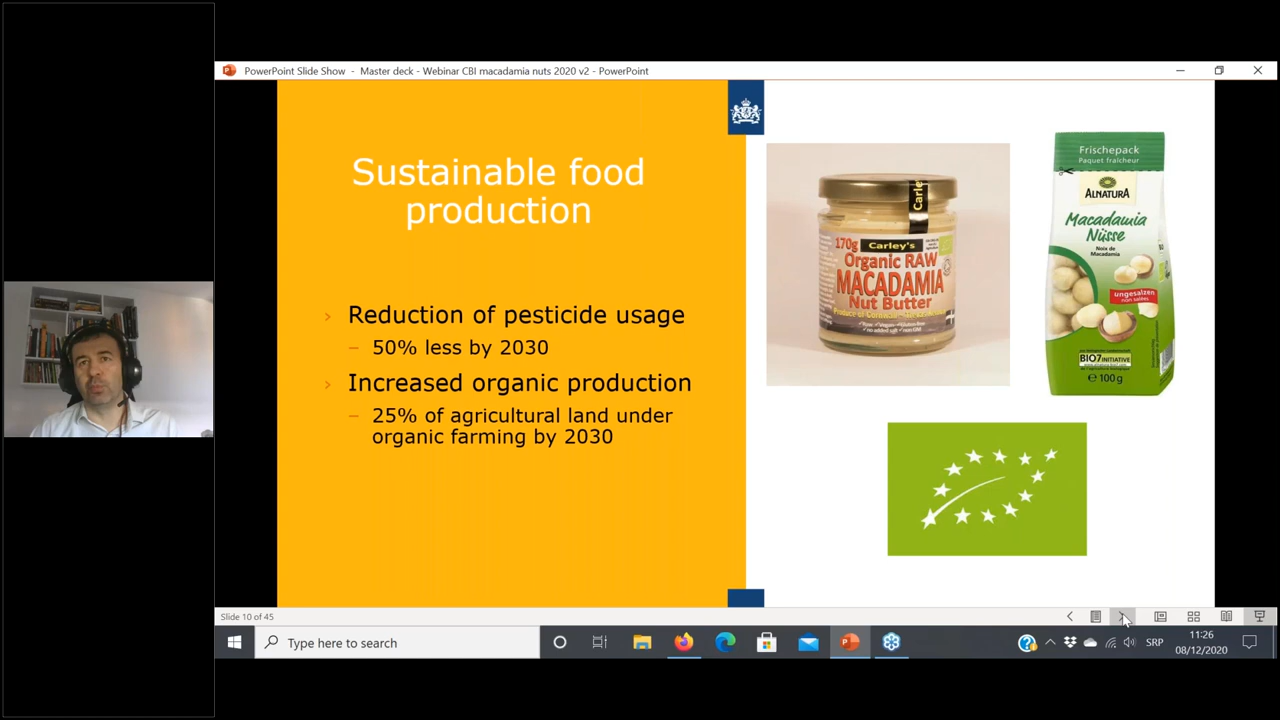 PowerPoint Slide Show - Master deck - Webinar CBI macadamia nuts 2020 v2 - PowerPoint
Sustainable food
production
› Reduction of pesticide usage
– 50% less by 2030
› Increased organic production
– 25% of agricultural land under
organic farming by 2030
Carley's
170g
Carley's
Organic RAW
MACADAMIA
Nut Butter
Frischepack
Paquet fraîcheur
ALNATURA
Macadamia
Nüsse
Noix de
Macadamia
ungesalzen
non salées
BIO7INITIATIVE
℮ 100g
Slide 10 of 45
Type here to search
SRP
11:26
08/12/2020